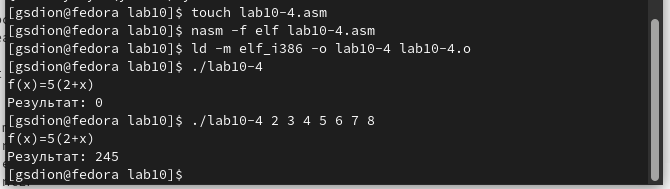 [gsdion@fedora lab10]$ touch lab10-4.asm
[gsdion@fedora lab10]$ nasm -f elf lab10-4.asm
[gsdion@fedora lab10]$ ld -m elf_i386 -o lab10-4 lab10-4.o
[gsdion@fedora lab10]$ ./lab10-4
f(x)=5(2+x)
Результат: 0
[gsdion@fedora lab10]$ ./lab10-4 2 3 4 5 6 7 8
f(x)=5(2+x)
Результат: 245
[gsdion@fedora lab10]$